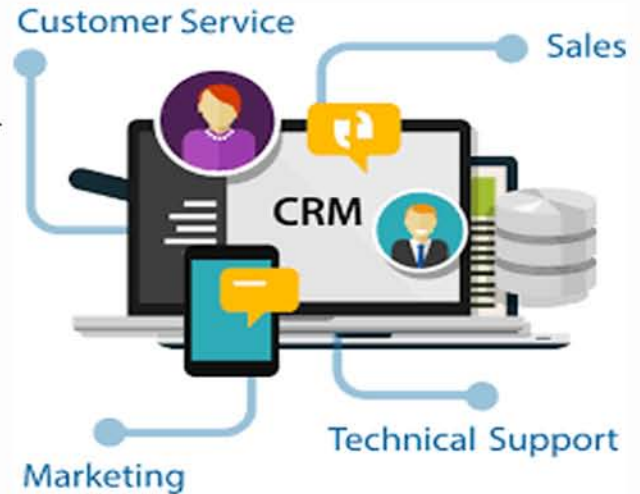 Customer Service
Sales
CRM
Technical Support
Marketing